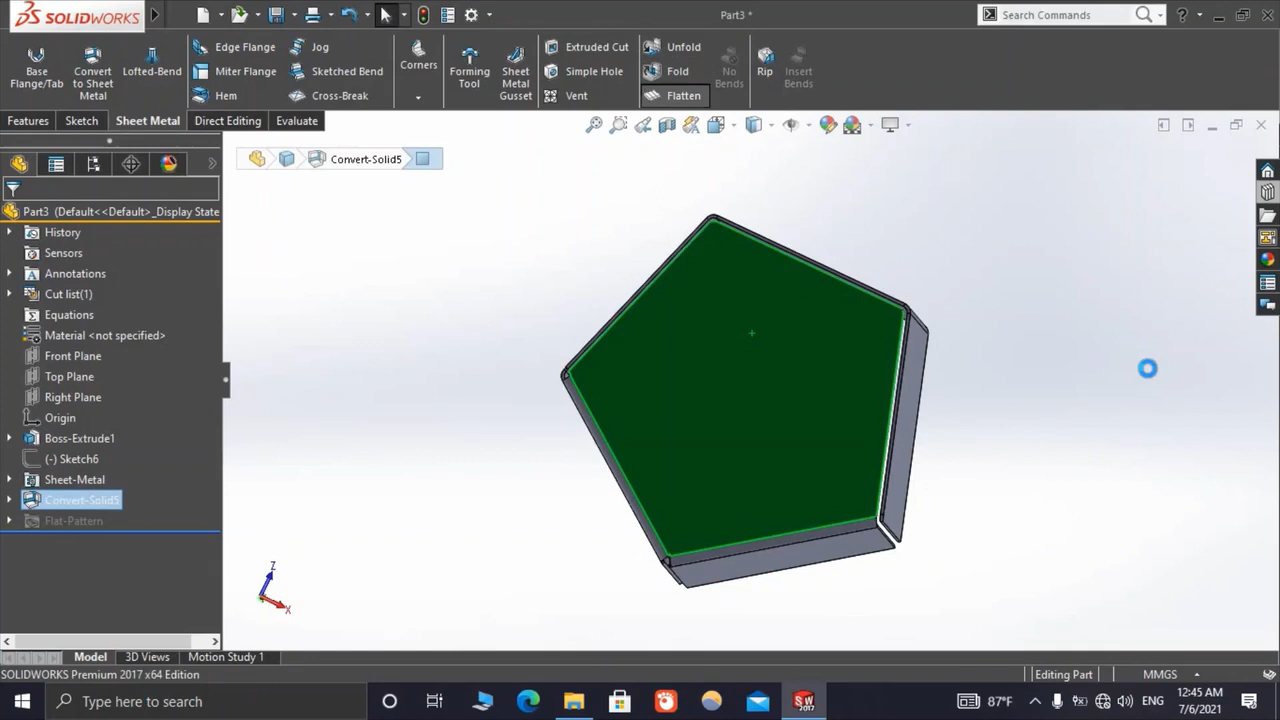 SOLIDWORKS
Part3 *
Search Commands
Base Flange/Tab
Convert to Sheet Metal
Lofted-Bend
Edge Flange
Miter Flange
Hem
Jog
Sketched Bend
Cross-Break
Corners
Forming Tool
Sheet Metal Gusset
Extruded Cut
Simple Hole
Vent
Unfold
Fold
Flatten
No Bends
Rip
Insert Bends
Features
Sketch
Sheet Metal
Direct Editing
Evaluate
Convert-Solid5
Part3 (Default<<Default>_Display State
History
Sensors
Annotations
Cut list(1)
Equations
Material <not specified>
Front Plane
Top Plane
Right Plane
Origin
Boss-Extrude1
(-) Sketch6
Sheet-Metal
Convert-Solid5
Flat-Pattern
Z
X
Model
3D Views
Motion Study 1
SOLIDWORKS Premium 2017 x64 Edition
Editing Part
MMGS
Type here to search
SW
2017
87°F
ENG
12:45 AM
7/6/2021